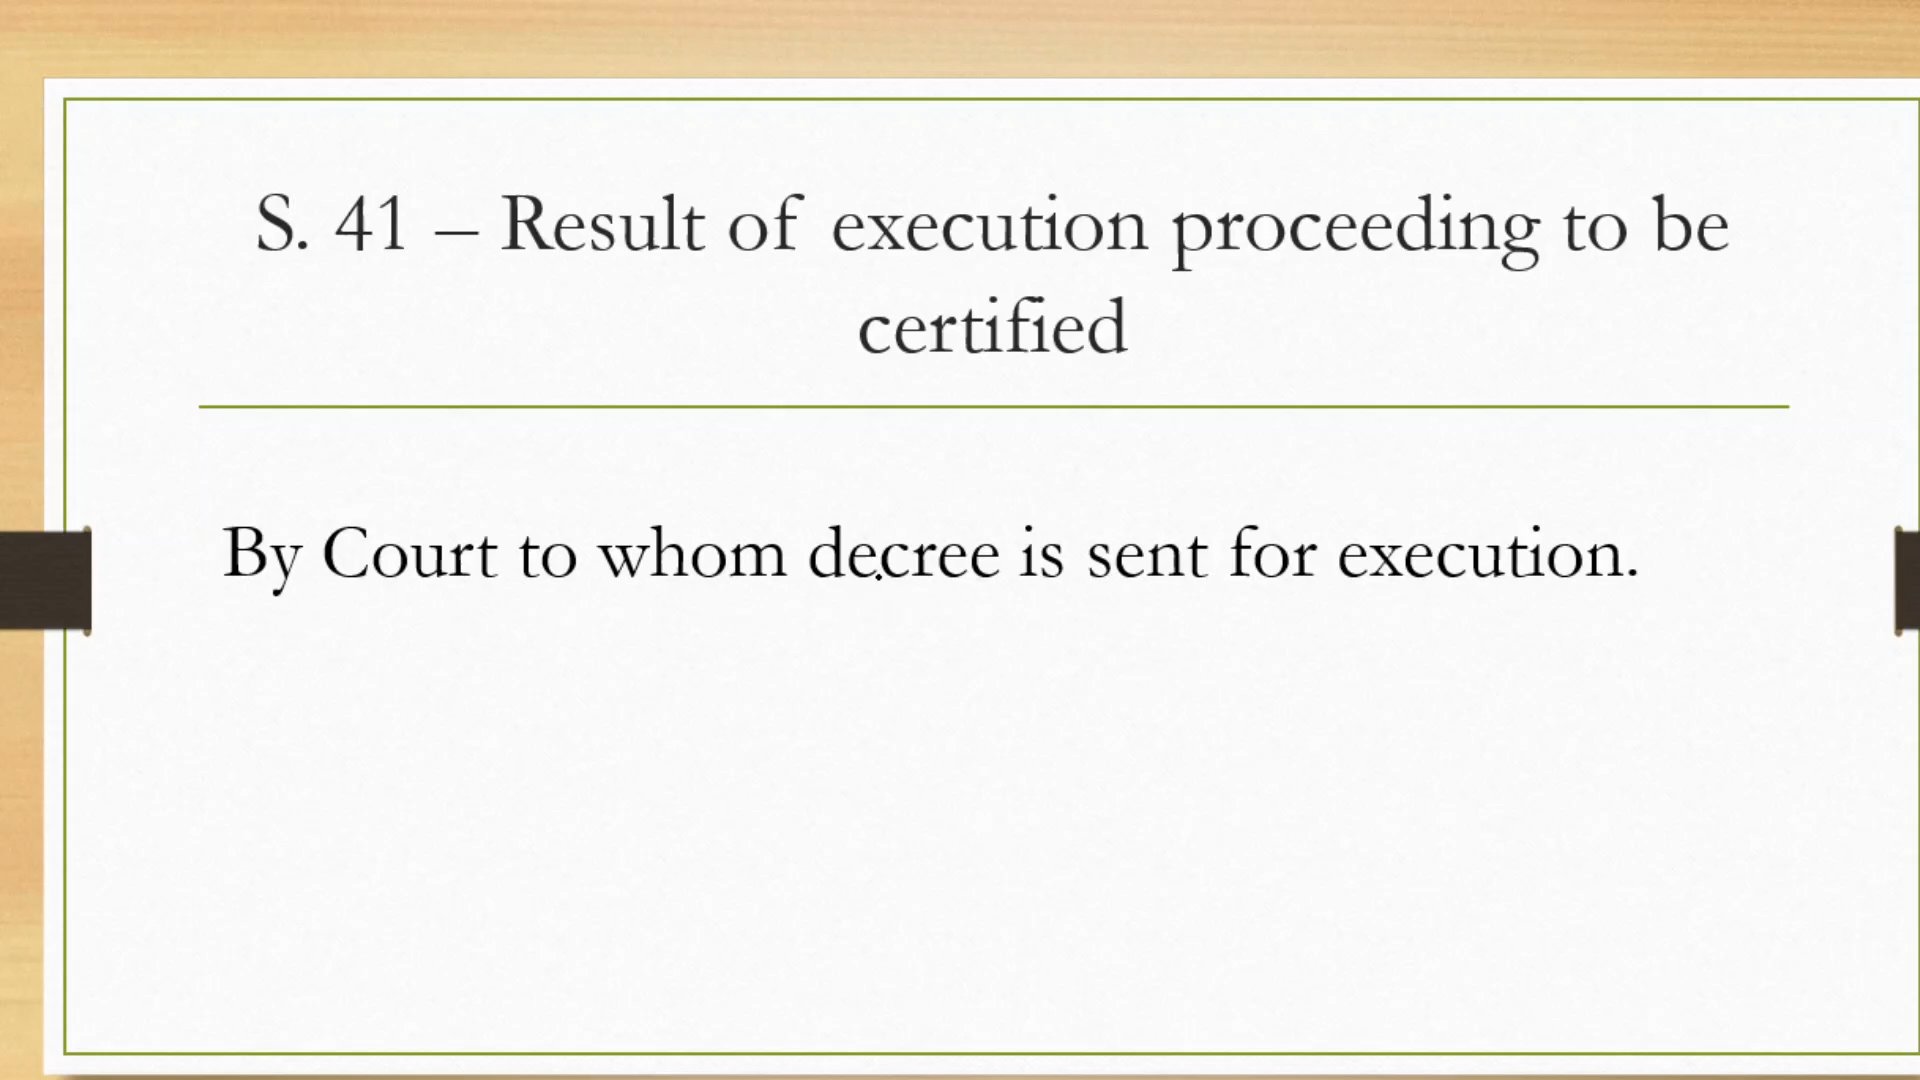 S. 41 – Result of execution proceeding to be
certified
By Court to whom decree is sent for execution.